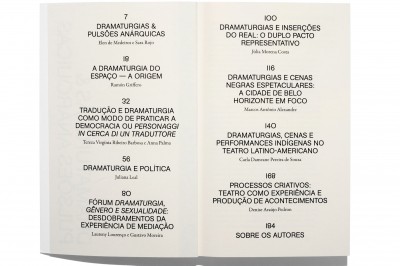 7
DRAMATURGIAS &
PULSÕES ANÁRQUICAS
Elen de Medeiros e Sara Rojo
19
A DRAMATURGIA DO
ESPAÇO — A ORIGEM
Ramón Griffero
32
TRADUÇÃO E DRAMATURGIA
COMO MODO DE PRATICAR A
DEMOCRACIA OU PERSONAGGI
IN CERCA DI UN TRADUTTORE
Tereza Virgínia Ribeiro Barbosa e Anna Palma
56
DRAMATURGIA E POLÍTICA
Juliana Leal
80
FÓRUM DRAMATURGIA,
GÊNERO E SEXUALIDADE:
DESDOBRAMENTOS DA
EXPERIÊNCIA DE MEDIAÇÃO
Lourenço e Gustavo Moreira
100
DRAMATURGIAS E INSERÇÕES
DO REAL: O DUPLO PACTO
REPRESENTATIVO
Júlia Morena Costa
116
DRAMATURGIAS E CENAS
NEGRAS ESPETACULARES:
A CIDADE DE BELO
HORIZONTE EM FOCO
Marcos Antônio Alexandre
140
DRAMATURGIAS, CENAS E
PERFORMANCES INDÍGENAS NO
TEATRO LATINO-AMERICANO
Carla Dameane Pereira de Souza
168
PROCESSOS CRIATIVOS:
TEATRO COMO EXPERIÊNCIA E
PRODUÇÃO DE ACONTECIMENTOS
Denise Araújo Pedron
184
SOBRE OS AUTORES